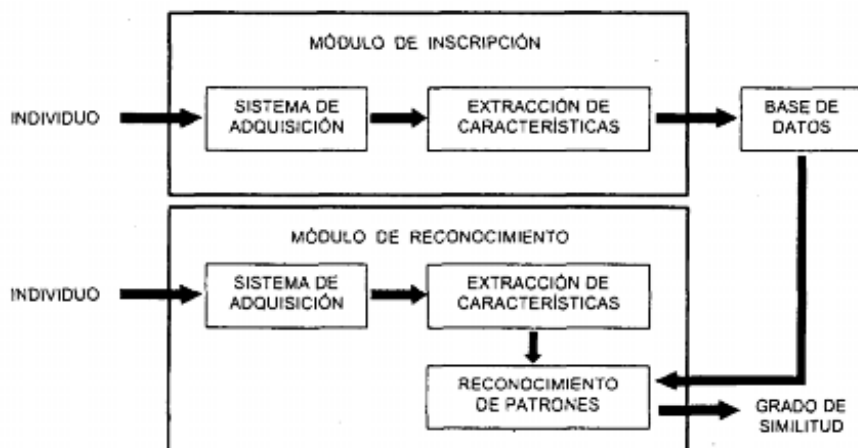 MÓDULO DE INSCRIPCIÓN
INDIVIDUO
SISTEMA DE
ADQUISICIÓN
EXTRACCIÓN DE
CARACTERÍSTICAS
BASE DE
DATOS
MÓDULO DE RECONOCIMIENTO
INDIVIDUO
SISTEMA DE
ADQUISICIÓN
EXTRACCIÓN DE
CARACTERÍSTICAS
RECONOCIMIENTO
DE PATRONES
GRADO DE
SIMILITUD